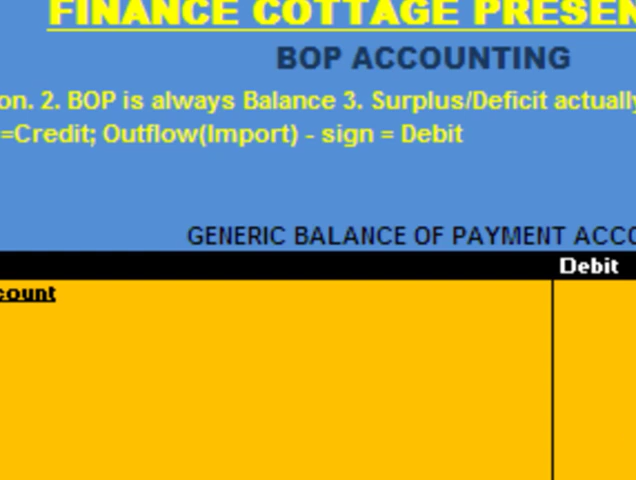 FINANCE COTTAGE PRESEN
BOP ACCOUNTING
on. 2. BOP is always Balance 3. Surplus/Deficit actually
=Credit; Outflow(Import) - sign = Debit
GENERIC BALANCE OF PAYMENT ACCO
Debit
count